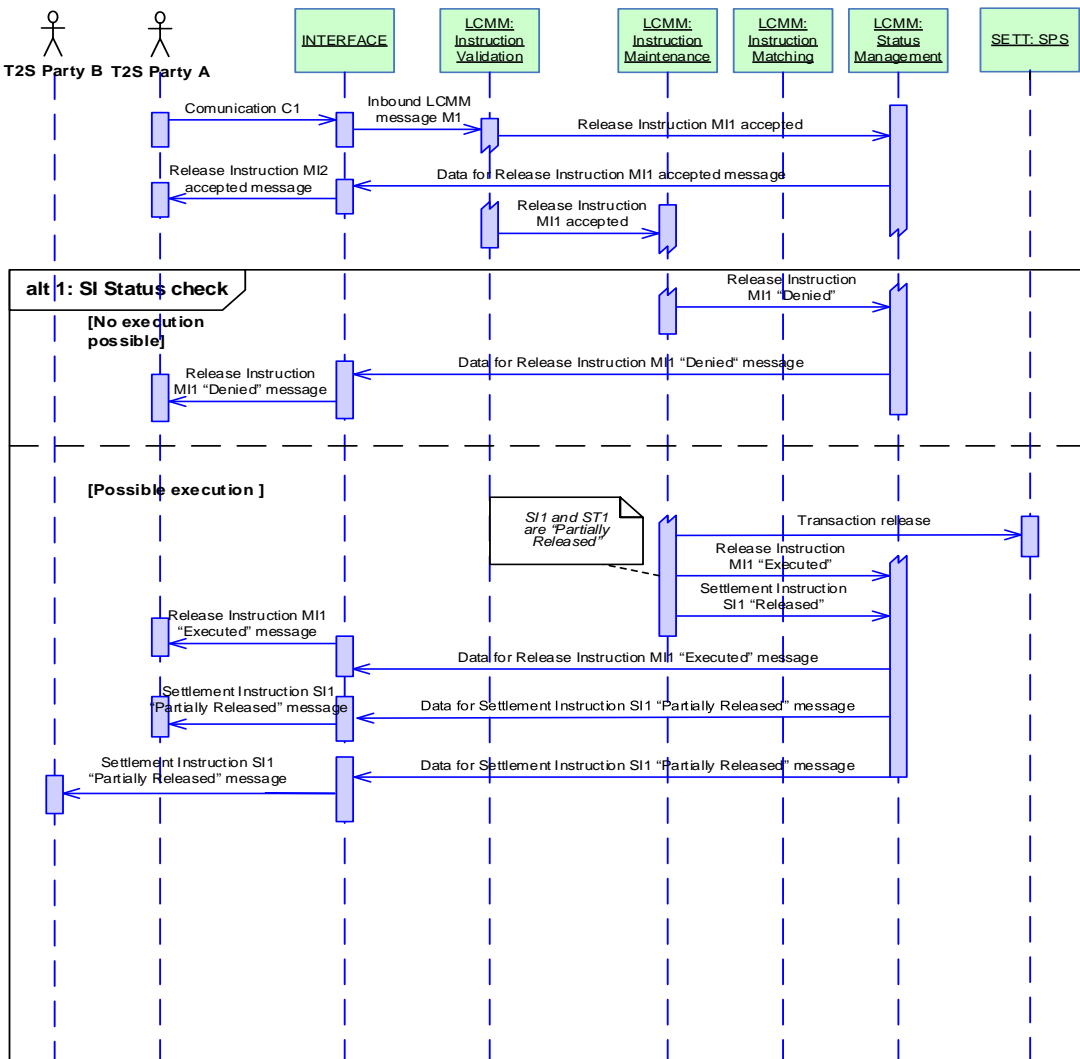 T2S Party B
T2S Party A
INTERFACE
LCMM:
Instruction
Validation
LCMM:
Instruction
Maintenance
LCMM:
Instruction
Matching
LCMM:
Status
Management
SETT: SPS
Comunication C1
Inbound LCMM
message M1
Release Instruction MI1 accepted
Release Instruction MI2
accepted message
Data for Release Instruction MI1 accepted message
Release Instruction
MI1 accepted
alt 1: SI Status check
[No execution
possible]
Release Instruction
MI1 “Denied”
Data for Release Instruction MI1 “Denied“ message
Release Instruction
MI1 “Denied” message
[Possible execution ]
SI1 and ST1
are “Partially
Released”
Transaction release
Release Instruction
MI1 “Executed”
Settlement Instruction
SI1 “Released”
Release Instruction MI1
“Executed” message
Data for Release Instruction MI1 “Executed” message
Settlement Instruction SI1
“Partially Released” message
Data for Settlement Instruction SI1 “Partially Released” message
Settlement Instruction SI1
“Partially Released” message
Data for Settlement Instruction SI1 “Partially Released” message